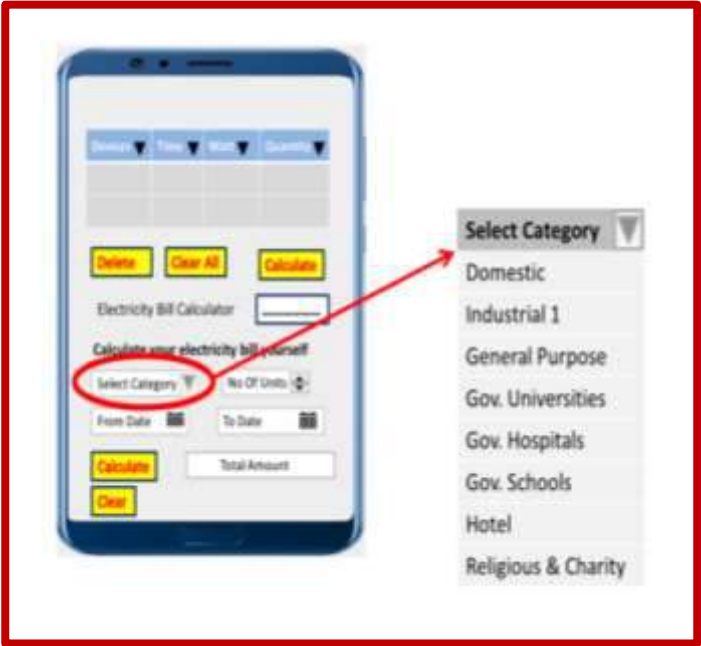 Devices Time Watt Quantity
Delete Clear All Calculate
Electricity Bill Calculator
Calculate your electricity bill yourself
Select Category No Of Units
From Date To Date
Calculate Total Amount
Clear
Select Category
Domestic
Industrial 1
General Purpose
Gov. Universities
Gov. Hospitals
Gov. Schools
Hotel
Religious & Charity